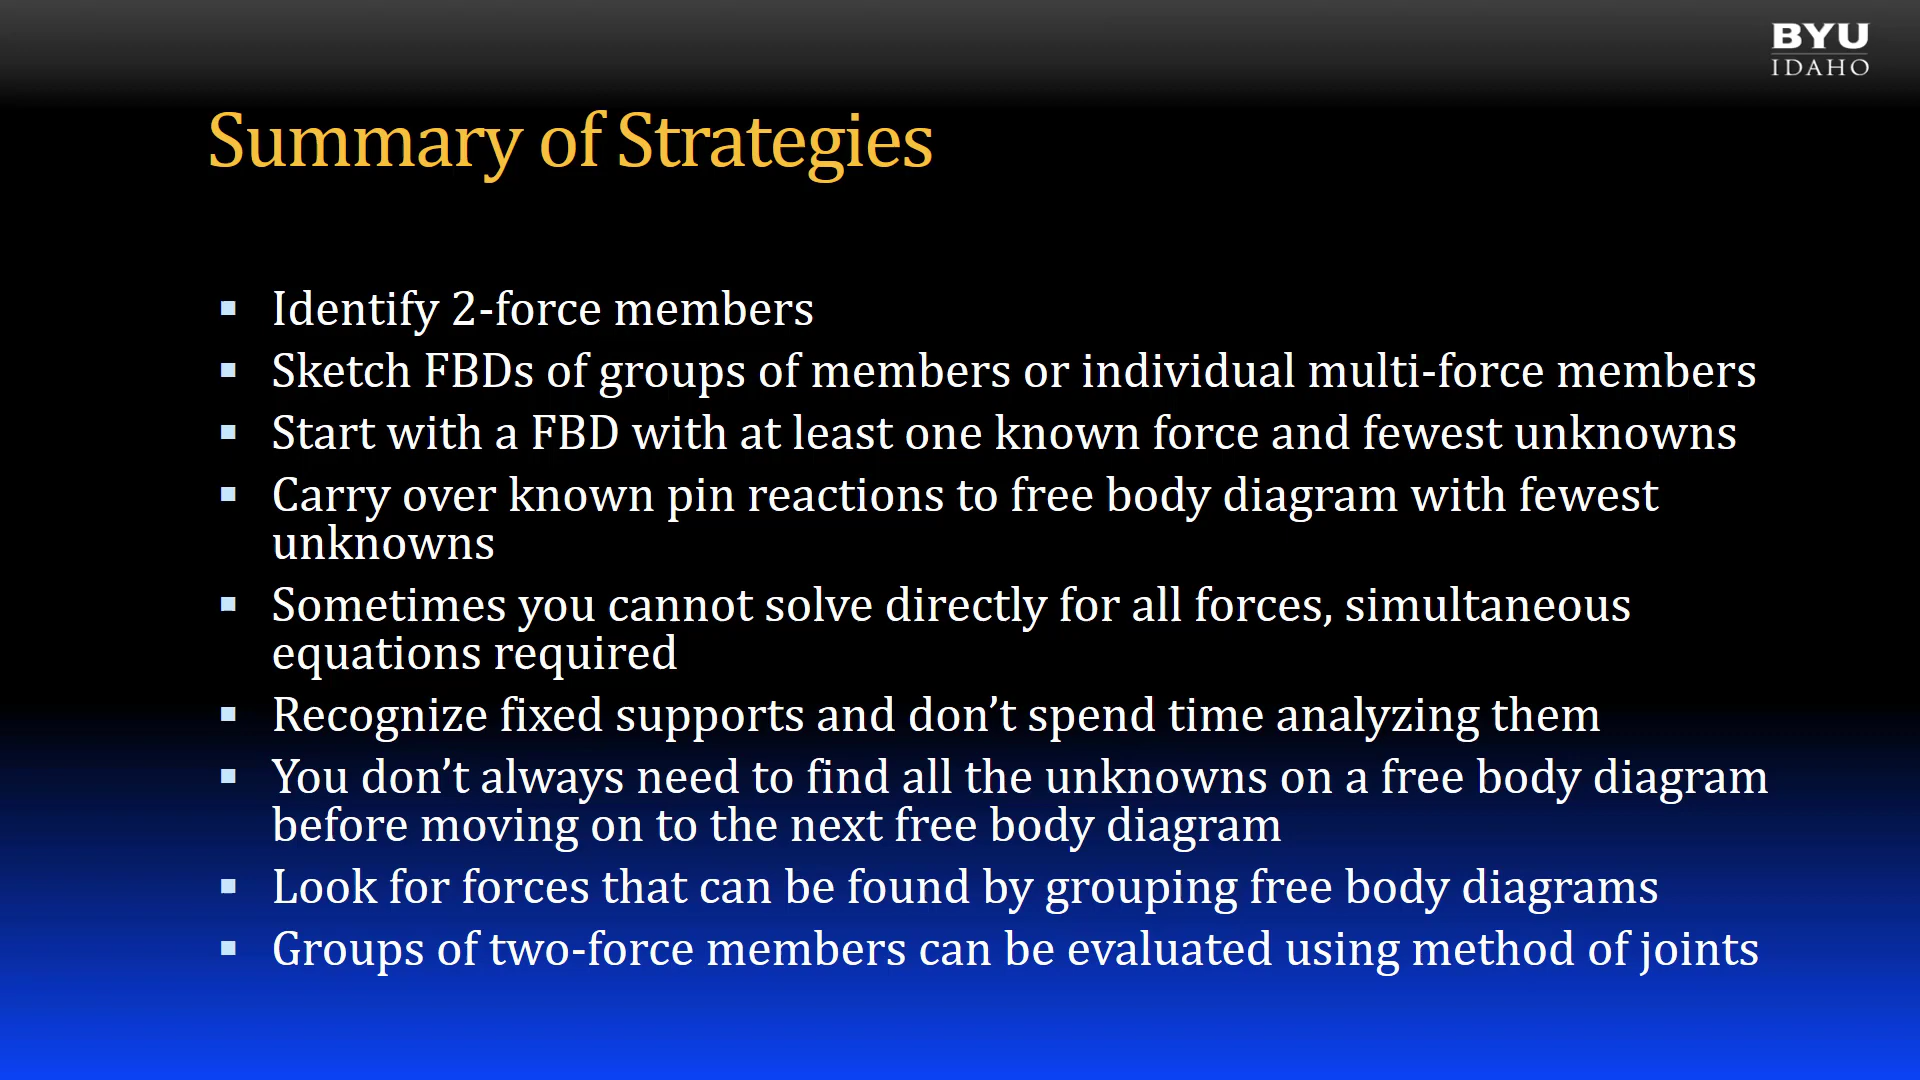 BYU
IDAHO
Summary of Strategies
▪ Identify 2-force members
▪ Sketch FBDs of groups of members or individual multi-force members
▪ Start with a FBD with at least one known force and fewest unknowns
▪ Carry over known pin reactions to free body diagram with fewest
unknowns
▪ Sometimes you cannot solve directly for all forces, simultaneous
equations required
▪ Recognize fixed supports and don’t spend time analyzing them
▪ You don’t always need to find all the unknowns on a free body diagram
before moving on to the next free body diagram
▪ Look for forces that can be found by grouping free body diagrams
▪ Groups of two-force members can be evaluated using method of joints